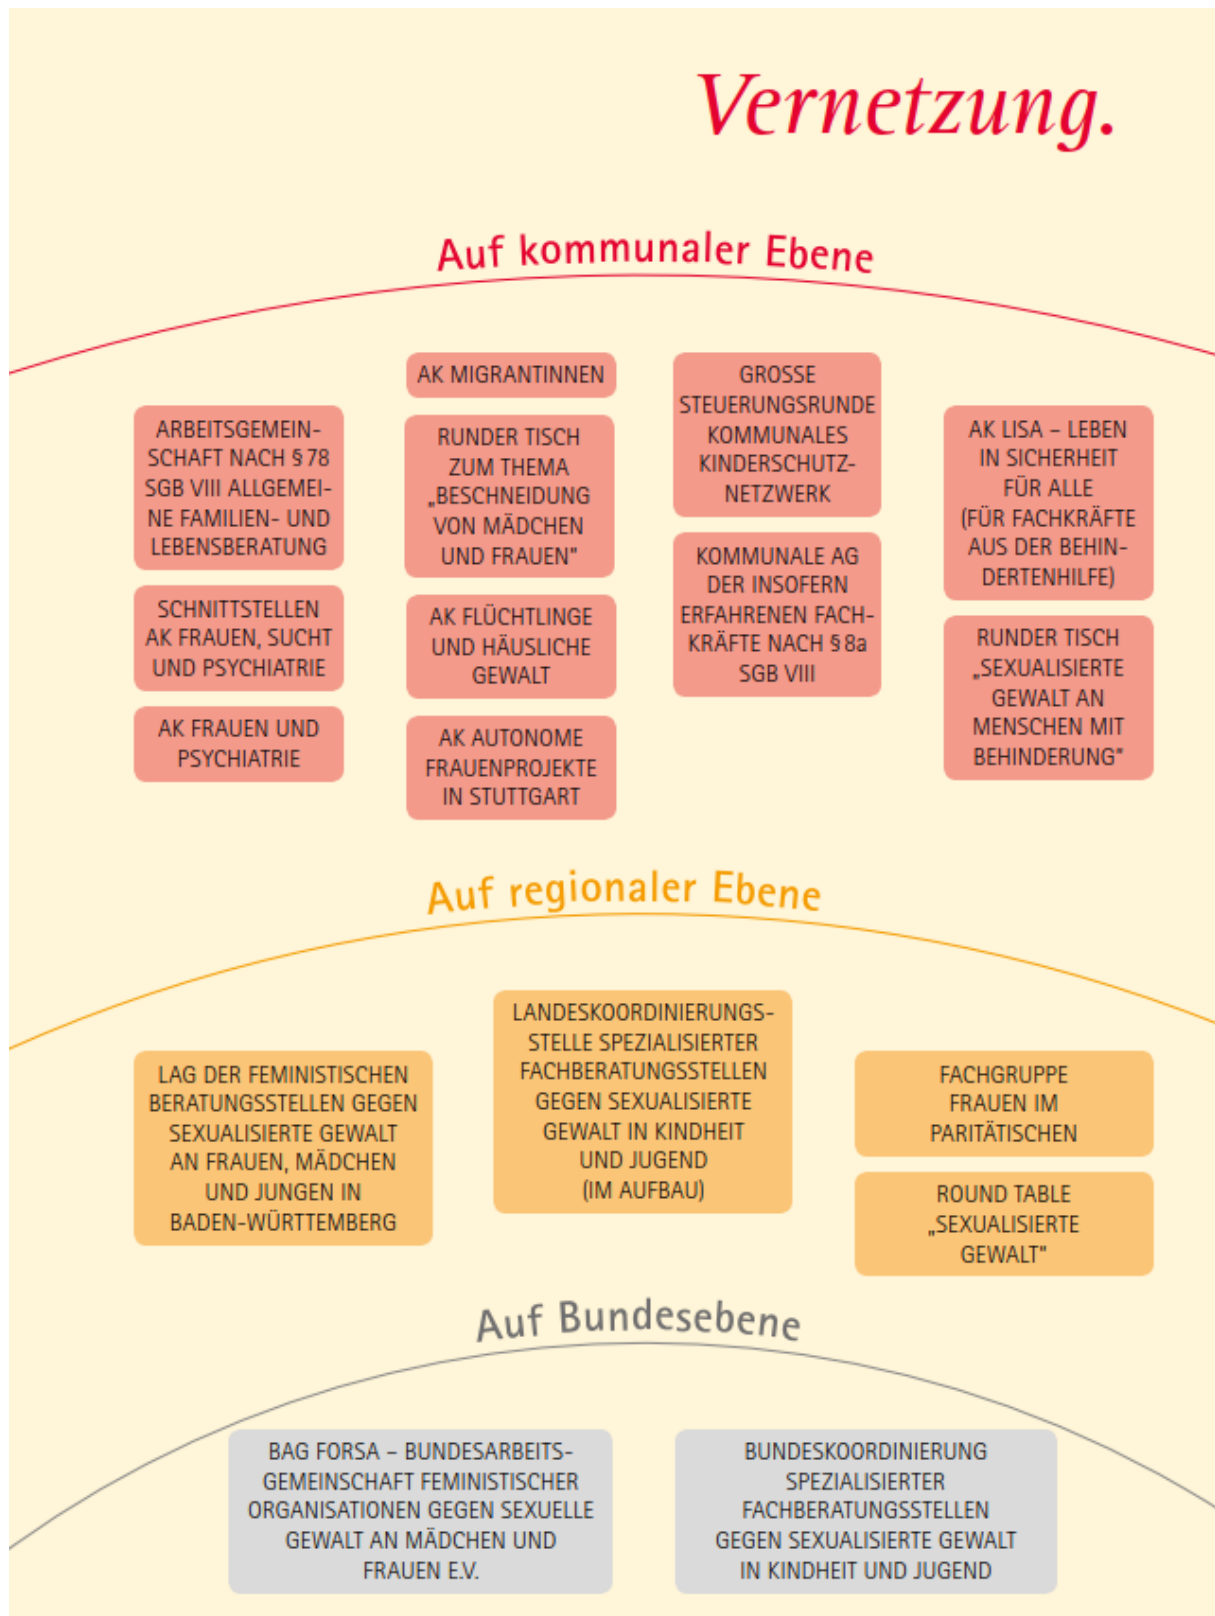 Vernetzung.
Auf kommunaler Ebene
ARBEITSGEMEIN-
SCHAFT NACH § 78
SGB VIII ALLGEMEI-
NE FAMILIEN- UND
LEBENSBERATUNG
SCHNITTSTELLEN
AK FRAUEN, SUCHT
UND PSYCHIATRIE
AK FRAUEN UND
PSYCHIATRIE
AK MIGRANTINNEN
RUNDER TISCH
ZUM THEMA
„BESCHNEIDUNG
VON MÄDCHEN
UND FRAUEN"
AK FLÜCHTLINGE
UND HÄUSLICHE
GEWALT
AK AUTONOME
FRAUENPROJEKTE
IN STUTTGART
GROSSE
STEUERUNGSRUNDE
KOMMUNALES
KINDERSCHUTZ-
NETZWERK
KOMMUNALE AG
DER INSOFERN
ERFAHRENEN FACH-
KRÄFTE NACH § 8a
SGB VIII
AK LISA – LEBEN
IN SICHERHEIT
FÜR ALLE
(FÜR FACHKRÄFTE
AUS DER BEHIN-
DERTENHILFE)
RUNDER TISCH
„SEXUALISIERTE
GEWALT AN
MENSCHEN MIT
BEHINDERUNG"
Auf regionaler Ebene
LAG DER FEMINISTISCHEN
BERATUNGSSTELLEN GEGEN
SEXUALISIERTE GEWALT
AN FRAUEN, MÄDCHEN
UND JUNGEN IN
BADEN-WÜRTTEMBERG
LANDESKOORDINIERUNGS-
STELLE SPEZIALISIERTER
FACHBERATUNGSSTELLEN
GEGEN SEXUALISIERTE
GEWALT IN KINDHEIT
UND JUGEND
(IM AUFBAU)
FACHGRUPPE
FRAUEN IM
PARITÄTISCHEN
ROUND TABLE
„SEXUALISIERTE
GEWALT"
Auf Bundesebene
BAG FORSA – BUNDESARBEITS-
GEMEINSCHAFT FEMINISTISCHER
ORGANISATIONEN GEGEN SEXUELLE
GEWALT AN MÄDCHEN UND
FRAUEN E.V.
BUNDESKOORDINIERUNG
SPEZIALISIERTER
FACHBERATUNGSSTELLEN
GEGEN SEXUALISIERTE GEWALT
IN KINDHEIT UND JUGEND